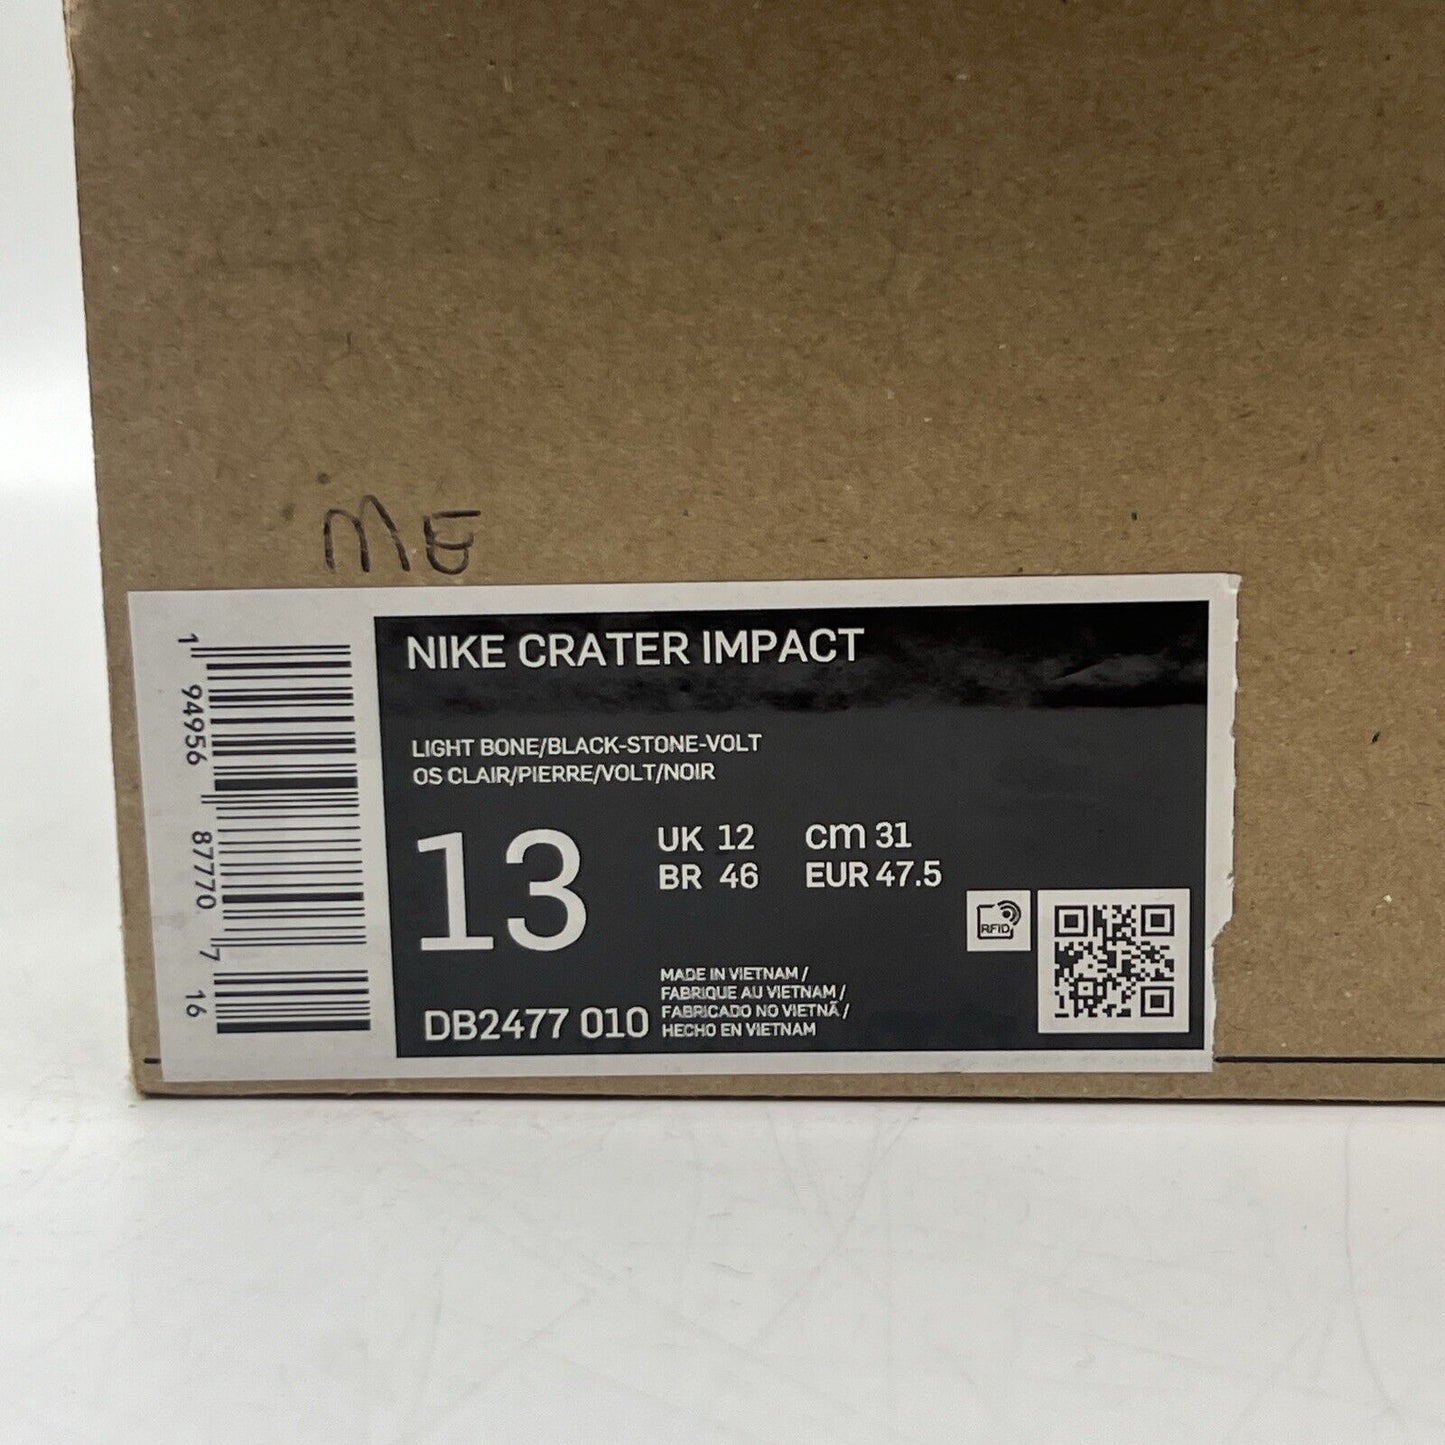 ME
NIKE CRATER IMPACT
LIGHT BONE/BLACK-STONE-VOLT
OS CLAIR/PIERRE/VOLT/NOIR
13
UK 12 cm 31
BR 46 EUR 47.5
RFID
MADE IN VIETNAM /
FABRIQUE AU VIETNAM /
FABRICADO NO VIETNÃ /
HECHO EN VIETNAM
DB2477 010
1 94956 87770 7 16